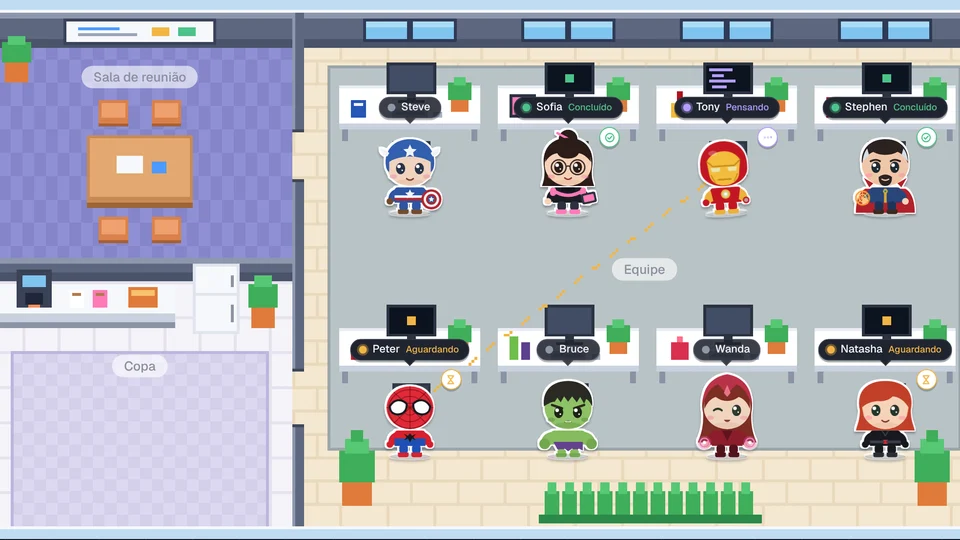 Sala de reunião
Steve
Sofia Concluído
Tony Pensando
Stephen Concluído
Equipe
Peter Aguardando
Bruce
Wanda
Natasha Aguardando
Copa